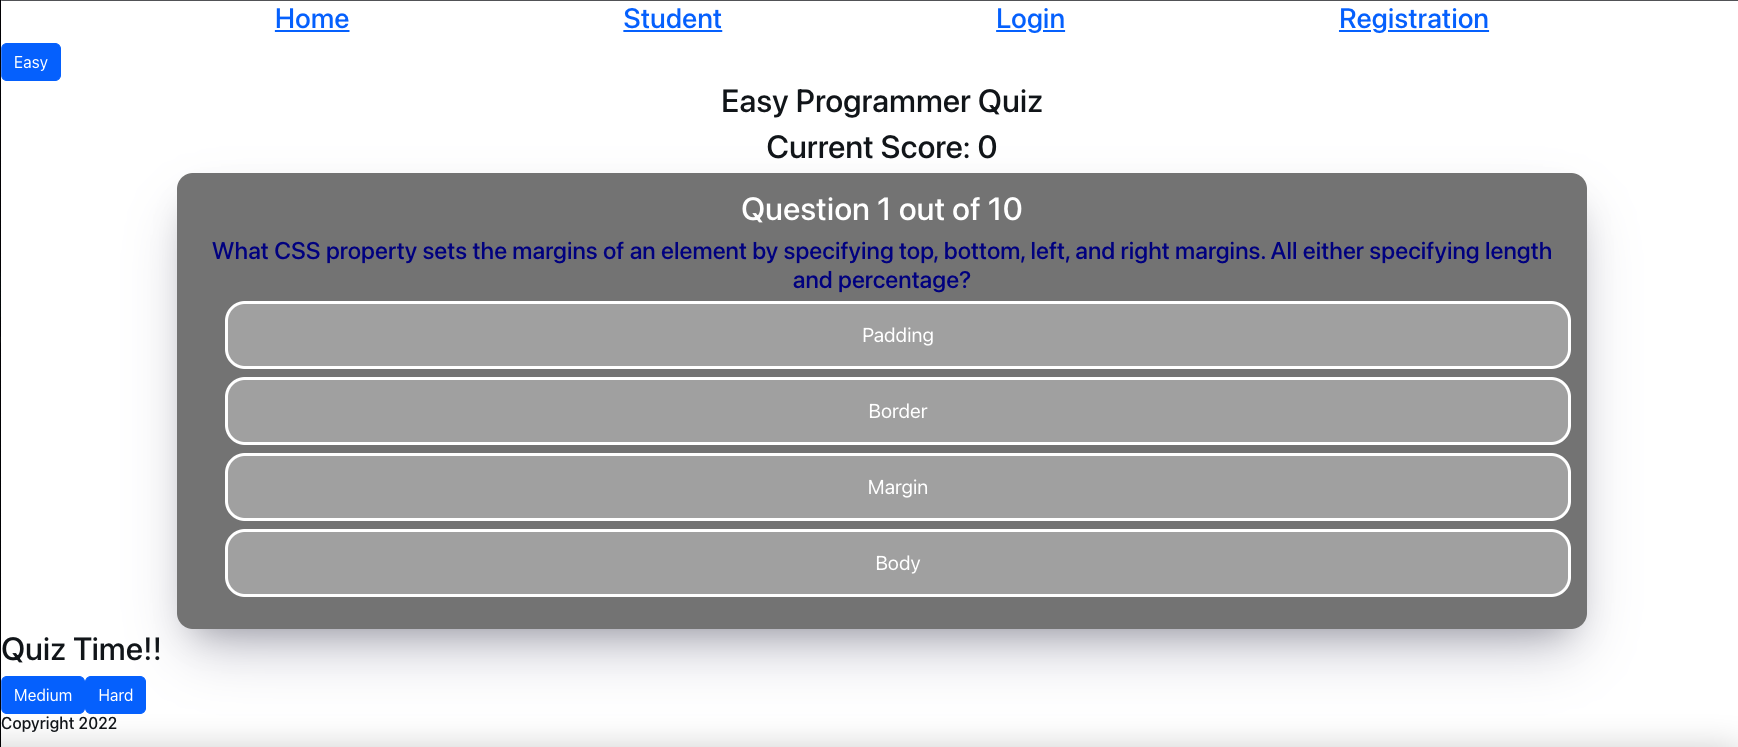 Home Student Login Registration
Easy
Easy Programmer Quiz
Current Score: 0
Question 1 out of 10
What CSS property sets the margins of an element by specifying top, bottom, left, and right margins. All either specifying length
and percentage?
Padding
Border
Margin
Body
Quiz Time!!
Medium Hard
Copyright 2022